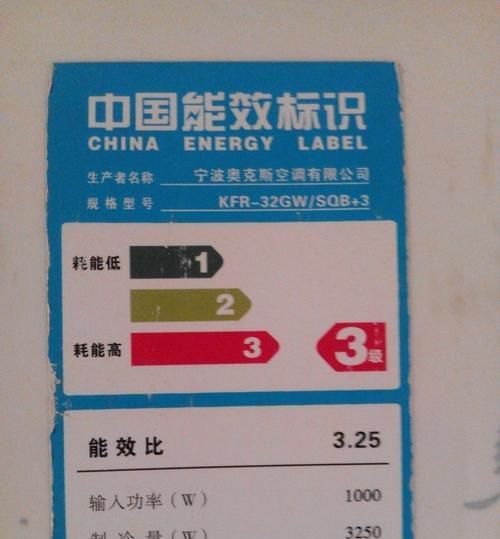 中国能效标识
CHINA ENERGY LABEL
生产者名称 宁波奥克斯空调有限公司
规格型号 KFR-32GW/SQB+3
耗能低 1
2
耗能高 3 3级
能效比 3.25
输入功率(W) 1000
制冷量(W) 3250